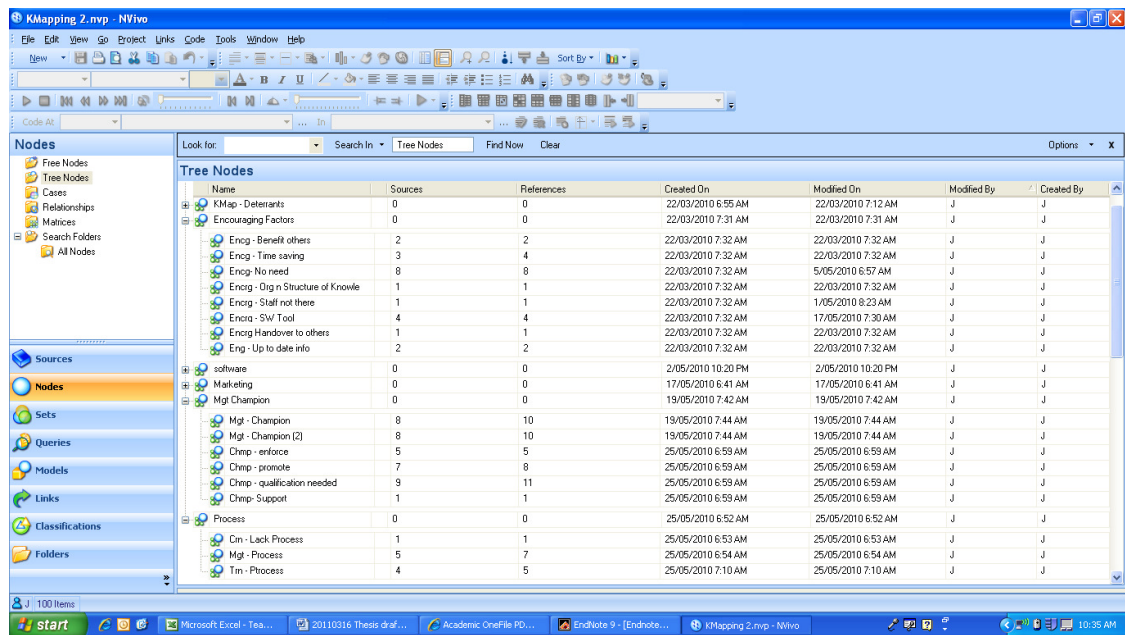 KMapping 2.nvp - NVivo
File Edit View Go Project Links Code Tools Window Help
New Sort By
A B I U
Code At ... In ...
Nodes
Free Nodes
Tree Nodes
Cases
Relationships
Matrices
Search Folders
All Nodes
Sources
Nodes
Sets
Queries
Models
Links
Classifications
Folders
»
Look for: Search In Tree Nodes Find Now Clear Options x
Tree Nodes
Name Sources References Created On Modified On Modified By Created By
KMap - Deterrants 0 0 22/03/2010 6:55 AM 22/03/2010 7:12 AM J J
Encouraging Factors 0 0 22/03/2010 7:31 AM 22/03/2010 7:31 AM J J
Encg - Benefit others 2 2 22/03/2010 7:32 AM 22/03/2010 7:32 AM J J
Encg - Time saving 3 4 22/03/2010 7:32 AM 22/03/2010 7:32 AM J J
Encg- No need 8 8 22/03/2010 7:32 AM 5/05/2010 6:57 AM J J
Encrg - Org n Structure of Knowle 1 1 22/03/2010 7:32 AM 22/03/2010 7:32 AM J J
Encrg - Staff not there 1 1 22/03/2010 7:32 AM 1/05/2010 8:23 AM J J
Encrg - SW Tool 4 4 22/03/2010 7:32 AM 17/05/2010 7:30 AM J J
Encrg Handover to others 1 1 22/03/2010 7:32 AM 22/03/2010 7:32 AM J J
Eng - Up to date info 2 2 22/03/2010 7:32 AM 22/03/2010 7:32 AM J J
software 0 0 2/05/2010 10:20 PM 2/05/2010 10:20 PM J J
Marketing 0 0 17/05/2010 6:41 AM 17/05/2010 6:41 AM J J
Mgt Champion 0 0 19/05/2010 7:42 AM 19/05/2010 7:42 AM J J
Mgt - Champion 8 10 19/05/2010 7:44 AM 19/05/2010 7:44 AM J J
Mgt - Champion (2) 8 10 19/05/2010 7:44 AM 19/05/2010 7:44 AM J J
Chmp - enforce 5 5 25/05/2010 6:59 AM 25/05/2010 6:59 AM J J
Chmp - promote 7 8 25/05/2010 6:59 AM 25/05/2010 6:59 AM J J
Chmp - qualification needed 9 11 25/05/2010 6:59 AM 25/05/2010 6:59 AM J J
Chmp- Support 1 1 25/05/2010 6:59 AM 25/05/2010 6:59 AM J J
Process 0 0 25/05/2010 6:52 AM 25/05/2010 6:52 AM J J
Crn - Lack Process 1 1 25/05/2010 6:53 AM 25/05/2010 6:53 AM J J
Mgt - Process 5 7 25/05/2010 6:54 AM 25/05/2010 6:54 AM J J
Trn - Ptrocess 4 5 25/05/2010 7:10 AM 25/05/2010 7:10 AM J J
J 100 Items
start Microsoft Excel - Tea... 20110316 Thesis draf... Academic OneFile PD... EndNote 9 - [Endnote... KMapping 2.nvp - NVivo 10:35 AM